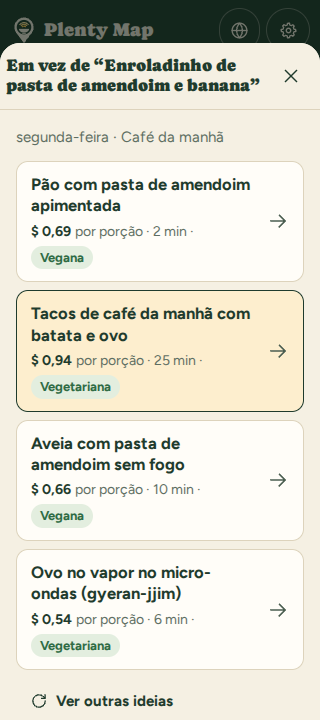 Plenty Map
Em vez de “Enroladinho de
pasta de amendoim e banana”
segunda-feira · Café da manhã
Pão com pasta de amendoim
apimentada
$ 0,69 por porção · 2 min ·
Vegana
Tacos de café da manhã com
batata e ovo
$ 0,94 por porção · 25 min ·
Vegetariana
Aveia com pasta de
amendoim sem fogo
$ 0,66 por porção · 10 min ·
Vegana
Ovo no vapor no micro-
ondas (gyeran-jjim)
$ 0,54 por porção · 6 min ·
Vegetariana
Ver outras ideias